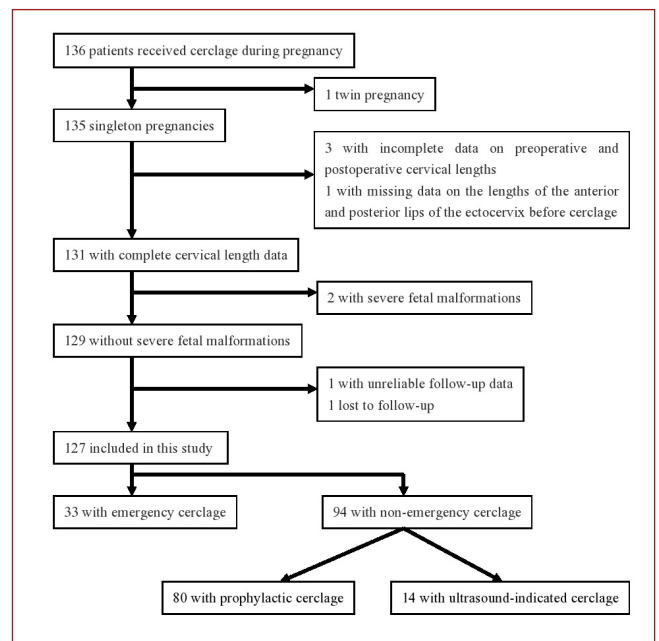 136 patients received cerclage during pregnancy
1 twin pregnancy
135 singleton pregnancies
3 with incomplete data on preoperative and
postoperative cervical lengths
1 with missing data on the lengths of the anterior
and posterior lips of the ectocervix before cerclage
131 with complete cervical length data
2 with severe fetal malformations
129 without severe fetal malformations
1 with unreliable follow-up data
1 lost to follow-up
127 included in this study
33 with emergency cerclage
94 with non-emergency cerclage
80 with prophylactic cerclage
14 with ultrasound-indicated cerclage